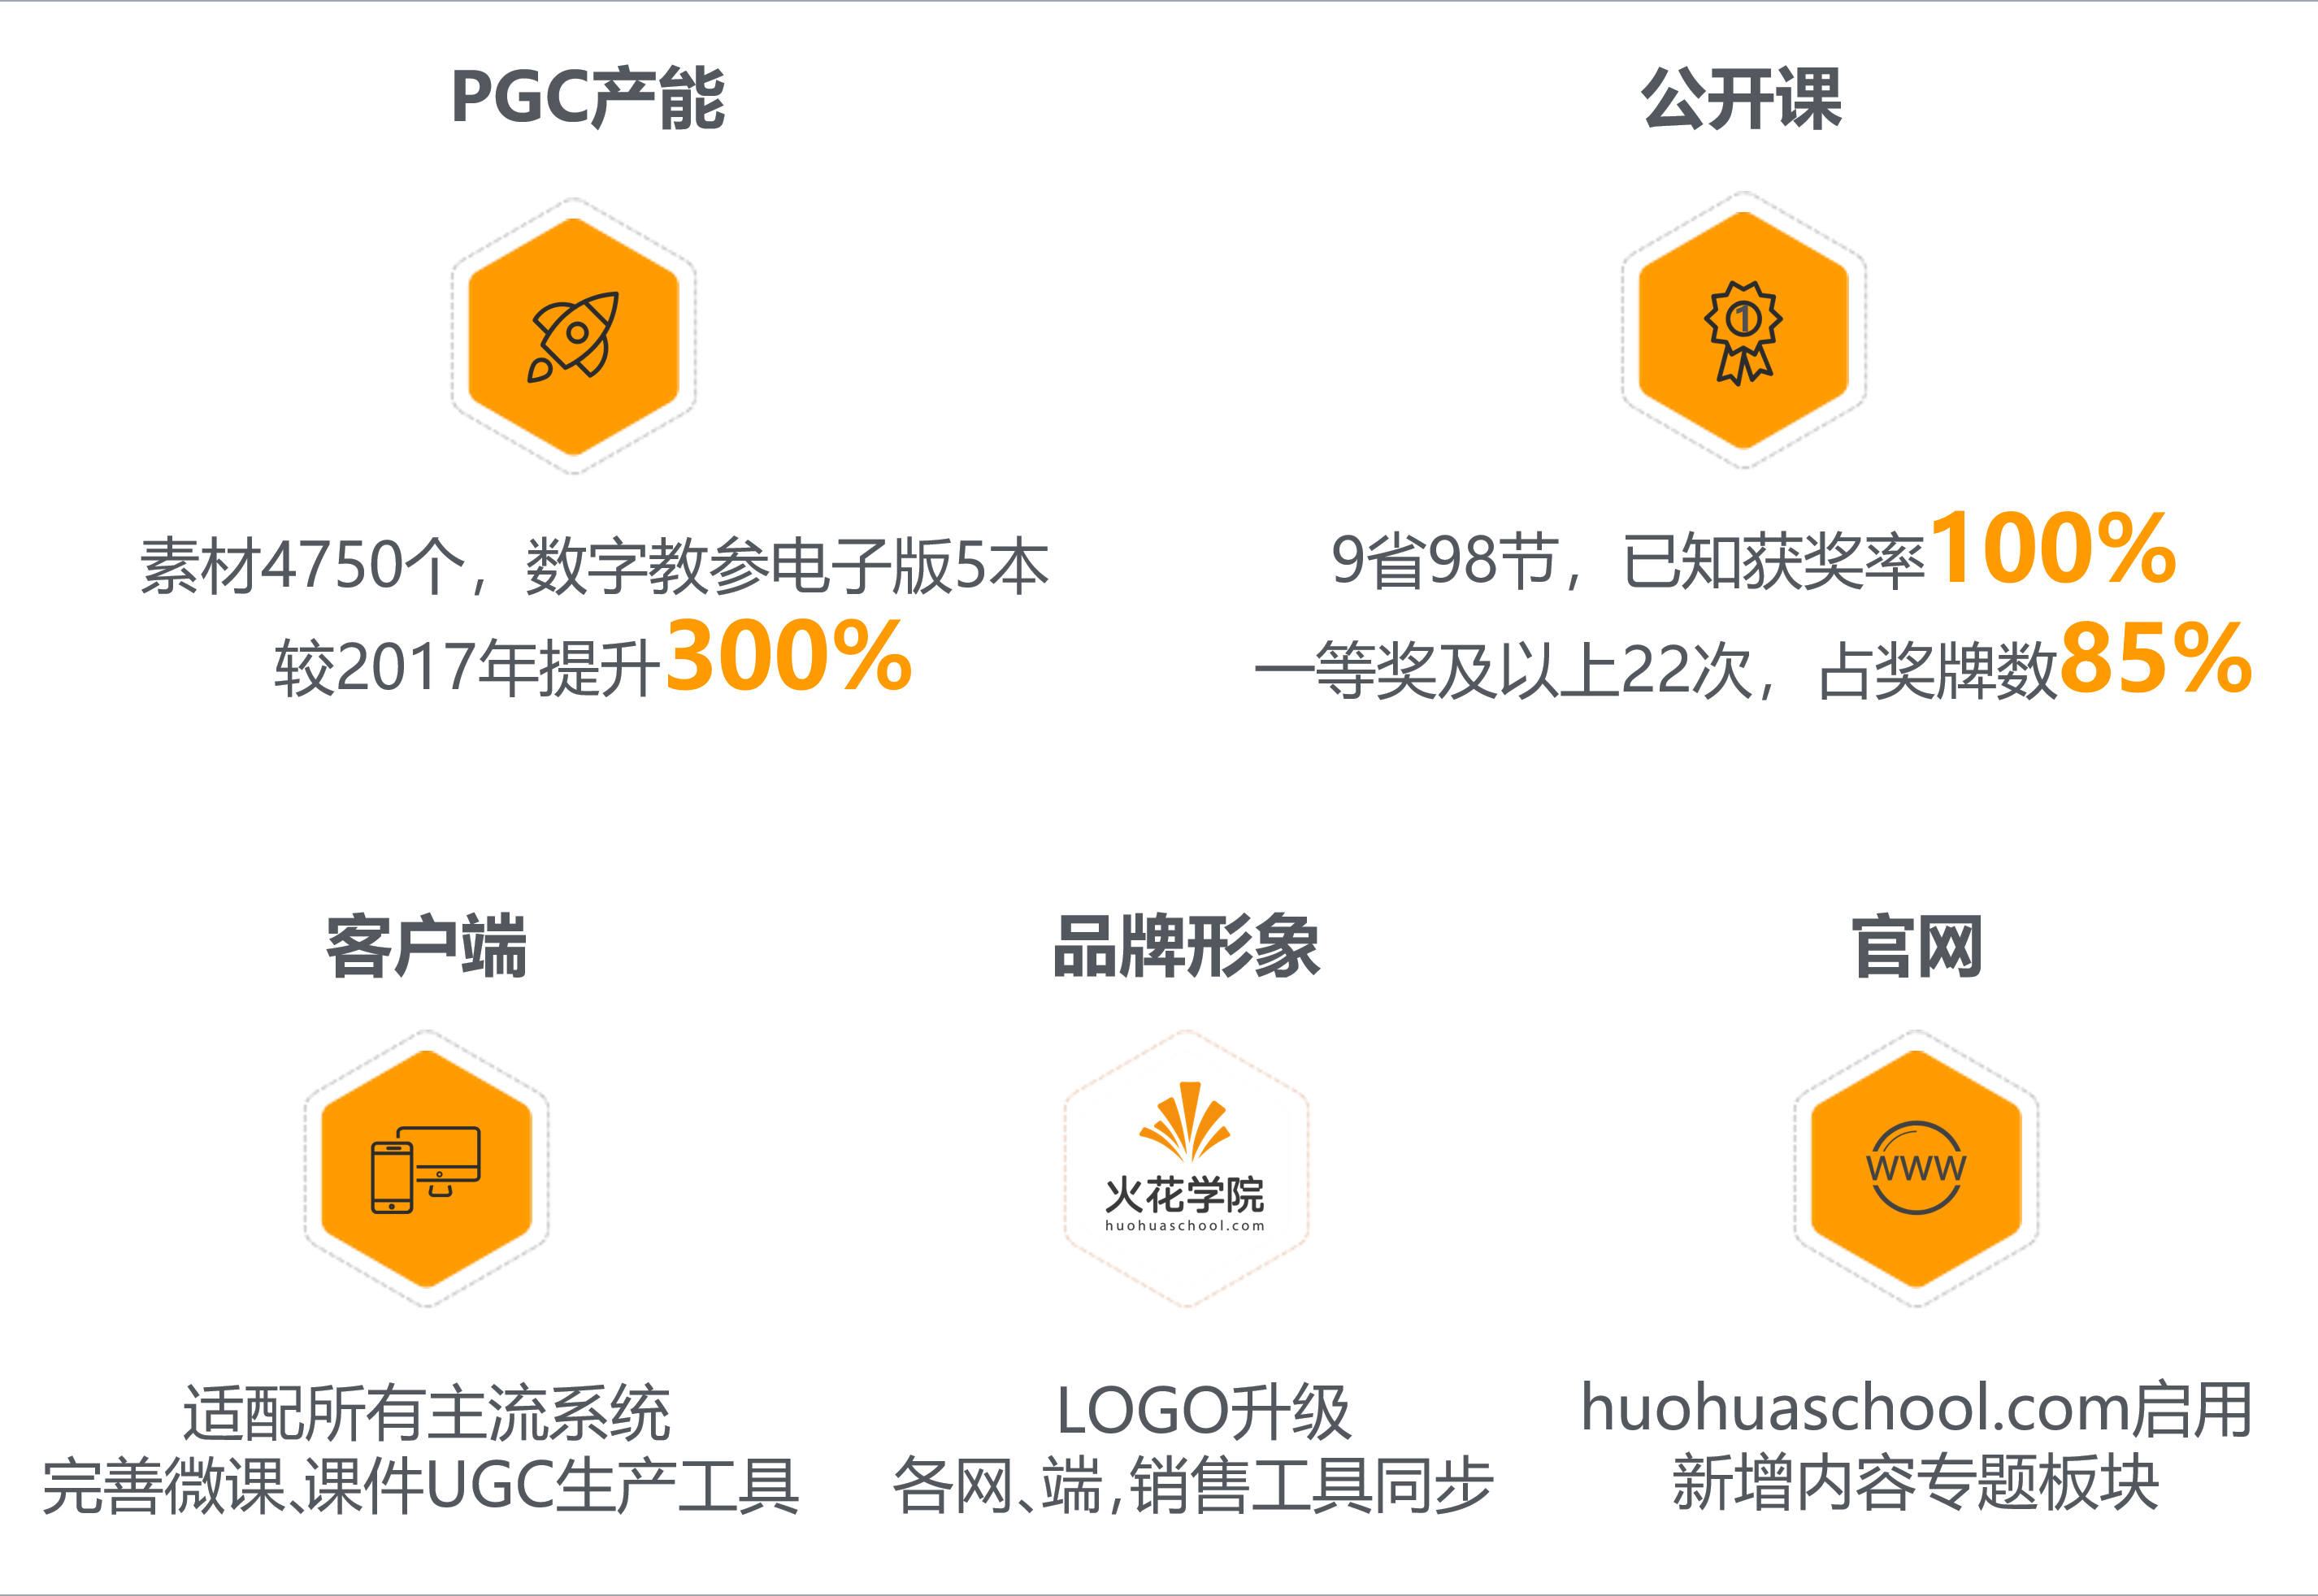 PGC产能
公开课
1
素材4750个，数字教参电子版5本
较2017年提升300%
9省98节，已知获奖率100%
一等奖及以上22次，占奖牌数85%
客户端
品牌形象
官网
火花学院
huohuaschool.com
WWW
适配所有主流系统
完善微课、课件UGC生产工具
LOGO升级
各网、端,销售工具同步
huohuaschool.com启用
新增内容专题模块